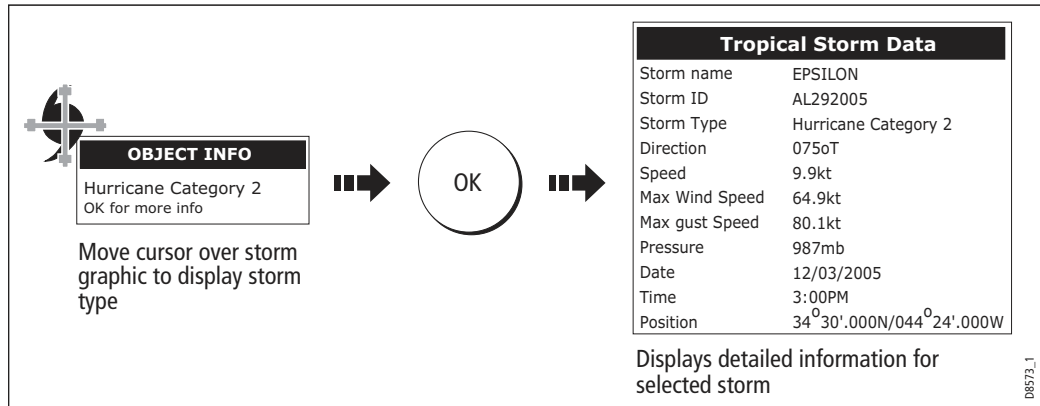 OBJECT INFO
Hurricane Category 2
OK for more info
Move cursor over storm
graphic to display storm
type
OK
Tropical Storm Data
Storm name EPSILON
Storm ID AL292005
Storm Type Hurricane Category 2
Direction 075oT
Speed 9.9kt
Max Wind Speed 64.9kt
Max gust Speed 80.1kt
Pressure 987mb
Date 12/03/2005
Time 3:00PM
Position 34°30'.000N/044°24'.000W
Displays detailed information for
selected storm
D8573_1